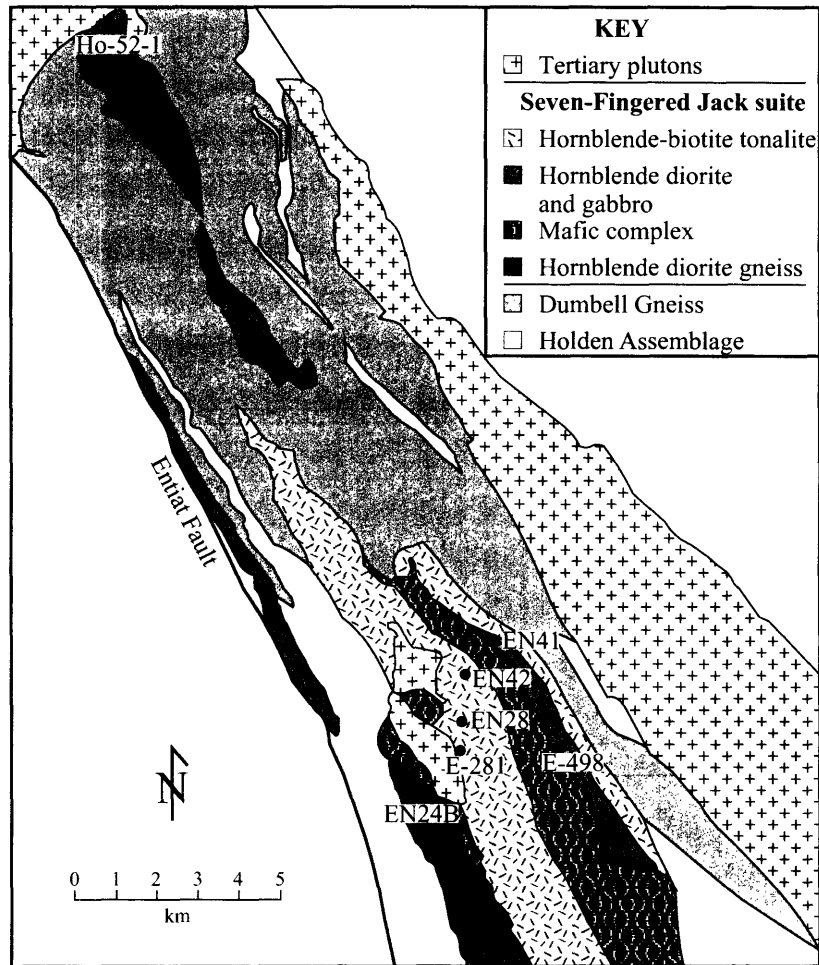 Ho-52-1
KEY
Tertiary plutons
Seven-Fingered Jack suite
Hornblende-biotite tonalite
Hornblende diorite
and gabbro
Mafic complex
Hornblende diorite gneiss
Dumbell Gneiss
Holden Assemblage
Entiat Fault
EN41
EN42
EN28
E-281
E-498
EN24B
N
0 1 2 3 4 5
km